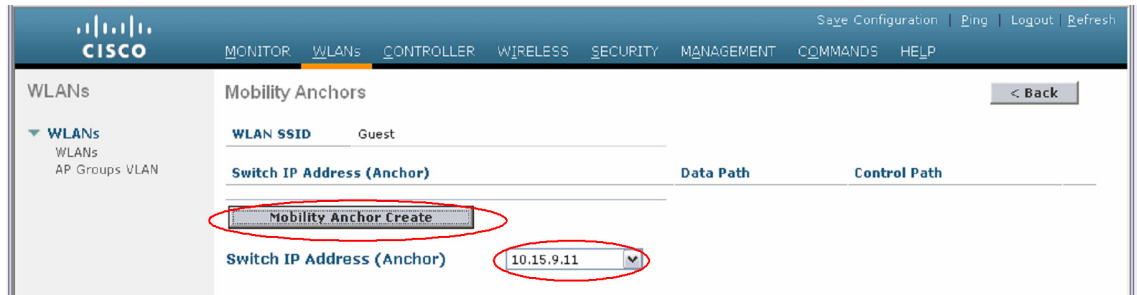 Save Configuration | Ping | Logout | Refresh
CISCO
MONITOR WLANs CONTROLLER WIRELESS SECURITY MANAGEMENT COMMANDS HELP
WLANs
Mobility Anchors
< Back
WLANs
WLANs
AP Groups VLAN
WLAN SSID Guest
Switch IP Address (Anchor) Data Path Control Path
Mobility Anchor Create
Switch IP Address (Anchor) 10.15.9.11